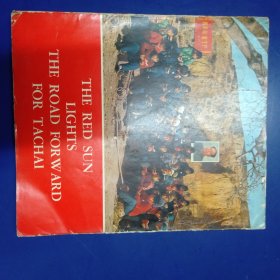 THE RED SUN
LIGHTS
THE ROAD FORWARD
FOR TACHAI